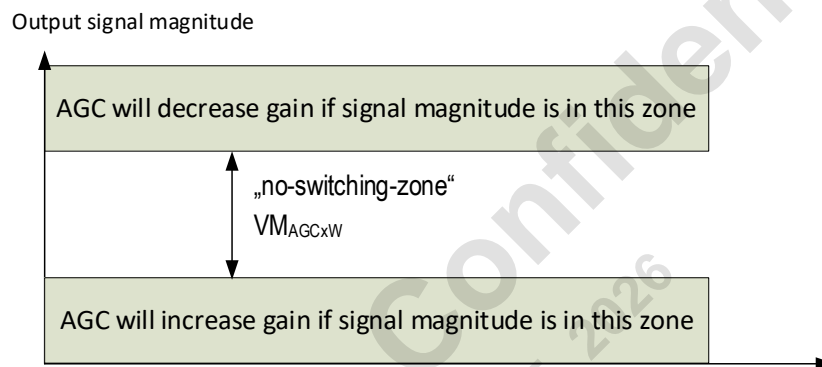 Output signal magnitude
AGC will decrease gain if signal magnitude is in this zone
„no-switching-zone“
VMAGCxW
AGC will increase gain if signal magnitude is in this zone
2026